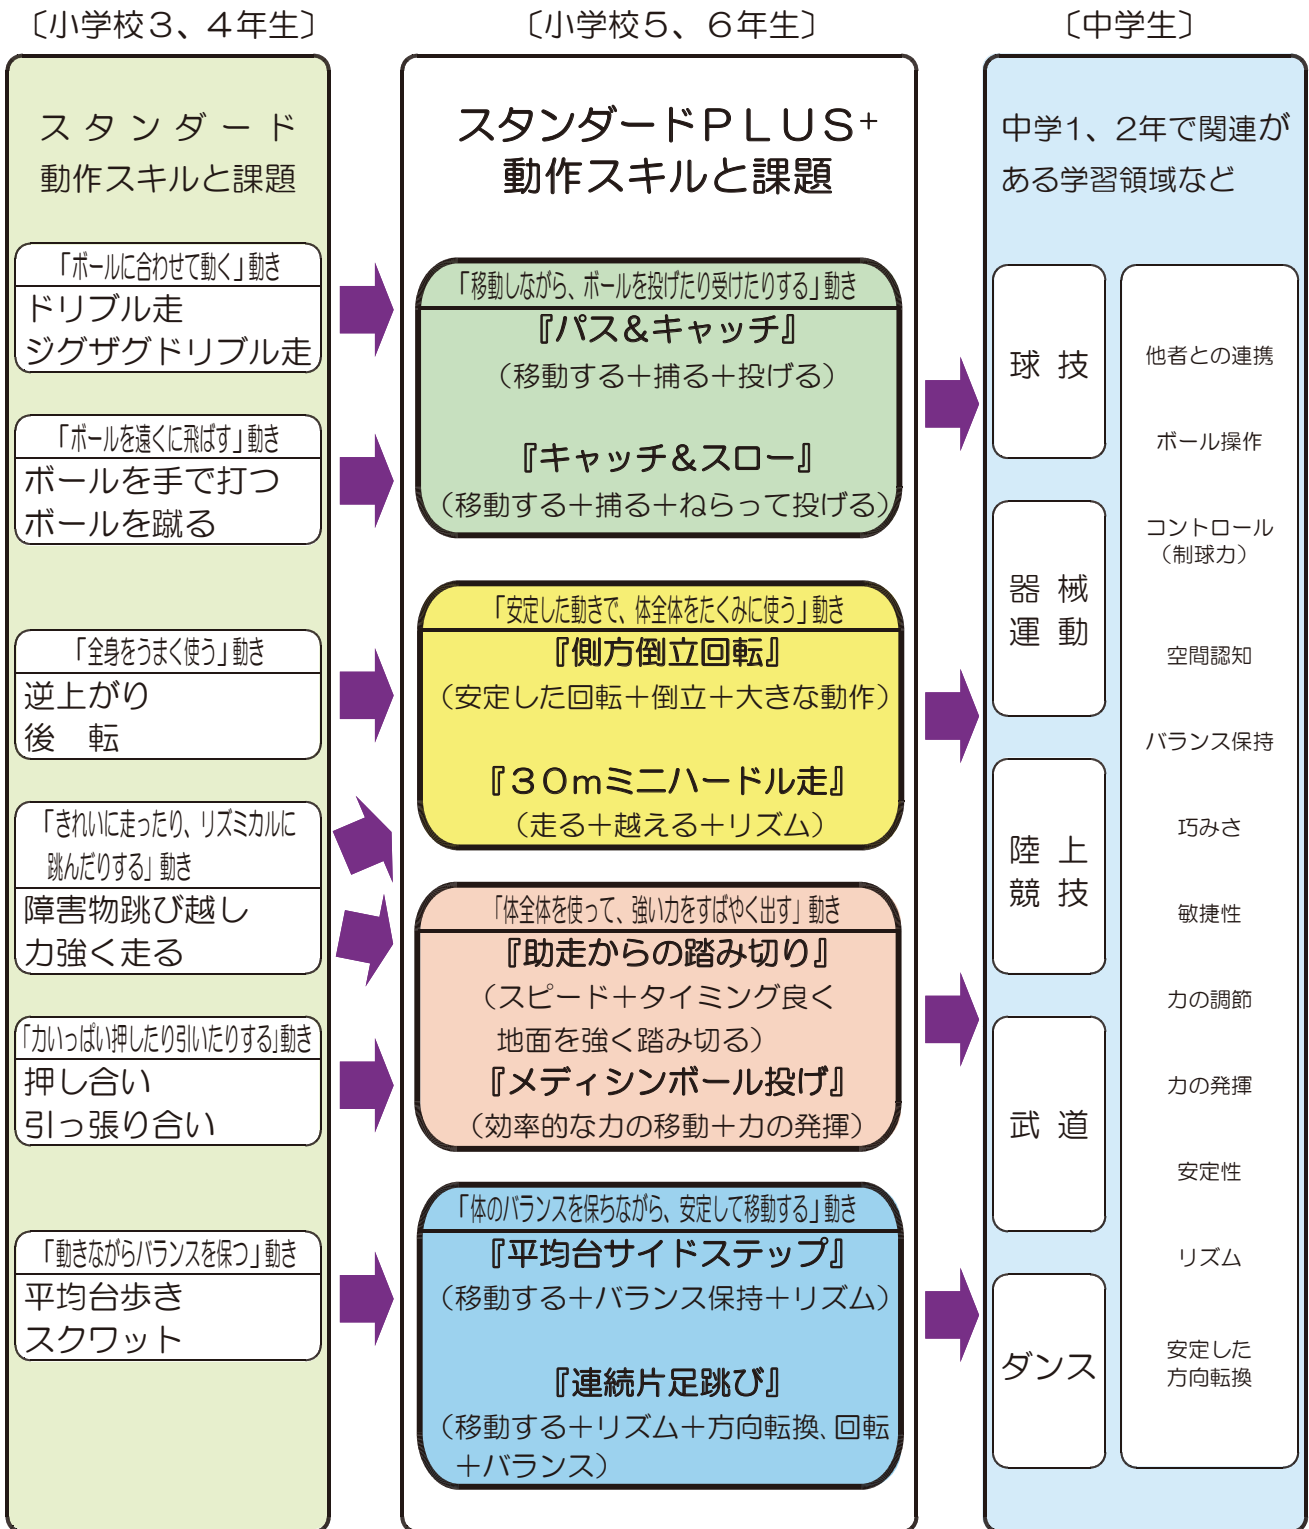 〔小学校３、４年生〕
スタンダード
動作スキルと課題
「ボールに合わせて動く」動き
ドリブル走
ジグザグドリブル走
「ボールを遠くに飛ばす」動き
ボールを手で打つ
ボールを蹴る
「全身をうまく使う」動き
逆上がり
後　転
「きれいに走ったり、リズミカルに
跳んだりする」動き
障害物跳び越し
力強く走る
「力いっぱい押したり引いたりする」動き
押し合い
引っ張り合い
「動きながらバランスを保つ」動き
平均台歩き
スクワット
〔小学校５、６年生〕
スタンダードＰＬＵＳ⁺
動作スキルと課題
「移動しながら、ボールを投げたり受けたりする」動き
『パス＆キャッチ』
（移動する＋捕る＋投げる）
『キャッチ＆スロー』
（移動する＋捕る＋ねらって投げる）
「安定した動きで、体全体をたくみに使う」動き
『側方倒立回転』
（安定した回転＋倒立＋大きな動作）
『３０ｍミニハードル走』
（走る＋越える＋リズム）
「体全体を使って、強い力をすばやく出す」動き
『助走からの踏み切り』
（スピード＋タイミング良く
地面を強く踏み切る）
『メディシンボール投げ』
（効率的な力の移動＋力の発揮）
「体のバランスを保ちながら、安定して移動する」動き
『平均台サイドステップ』
（移動する＋バランス保持＋リズム）
『連続片足跳び』
（移動する＋リズム＋方向転換、回転
＋バランス）
〔中学生〕
中学1、2年で関連が
ある学習領域など
球 技
器 械
運 動
陸 上
競 技
武 道
ダンス
他者との連携
ボール操作
コントロール
（制球力）
空間認知
バランス保持
巧みさ
敏捷性
力の調節
力の発揮
安定性
リズム
安定した
方向転換